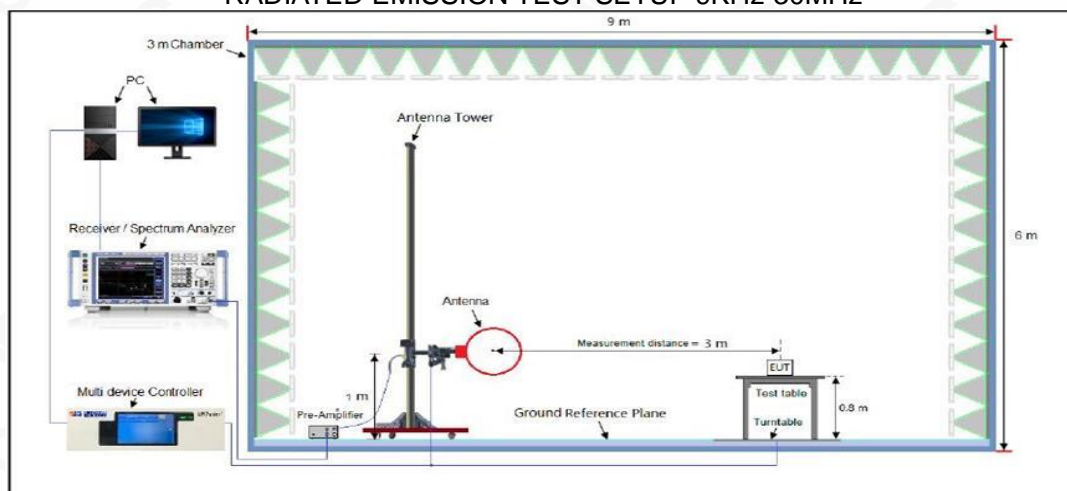 RADIATED EMISSION TEST SETUP 9KHz-30MHz
9 m
3 m Chamber
PC
Antenna Tower
Receiver / Spectrum Analyzer
6 m
Antenna
Measurement distance = 3 m
EUT
Multi device Controller
1 m
Test table
0.8 m
Pre-Amplifier
Ground Reference Plane
Turntable